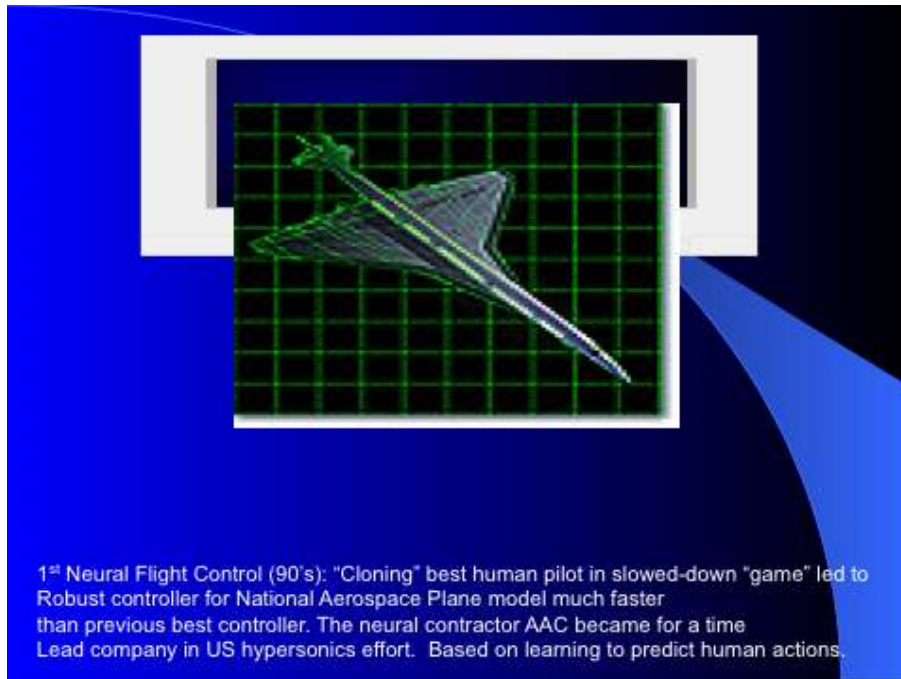 1st Neural Flight Control (90’s): “Cloning” best human pilot in slowed-down “game” led to
Robust controller for National Aerospace Plane model much faster
than previous best controller. The neural contractor AAC became for a time
Lead company in US hypersonics effort.  Based on learning to predict human actions.